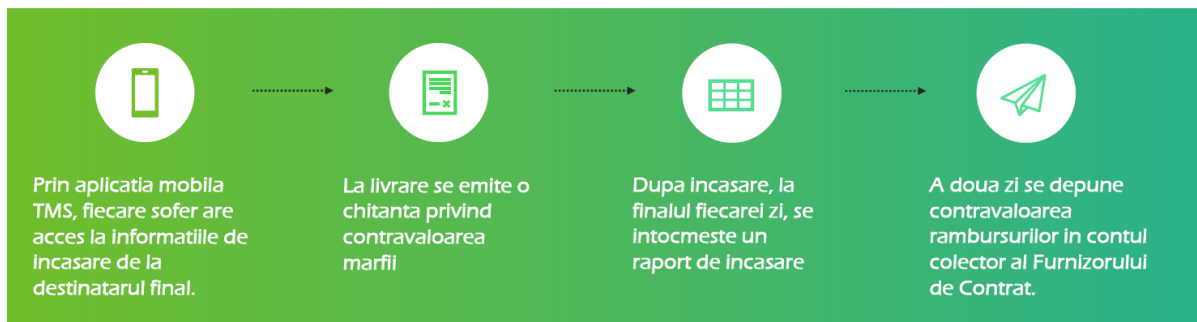 Prin aplicatia mobila
TMS, fiecare sofer are
acces la informatiile de
incasare de la
destinatarul final.
La livrare se emite o
chitanta privind
contravaloarea
marfii
Dupa incasare, la
finalul fiecarei zi, se
intocmeste un
raport de incasare
A doua zi se depune
contravaloarea
rambursurilor in contul
colector al Furnizorului
de Contrat.